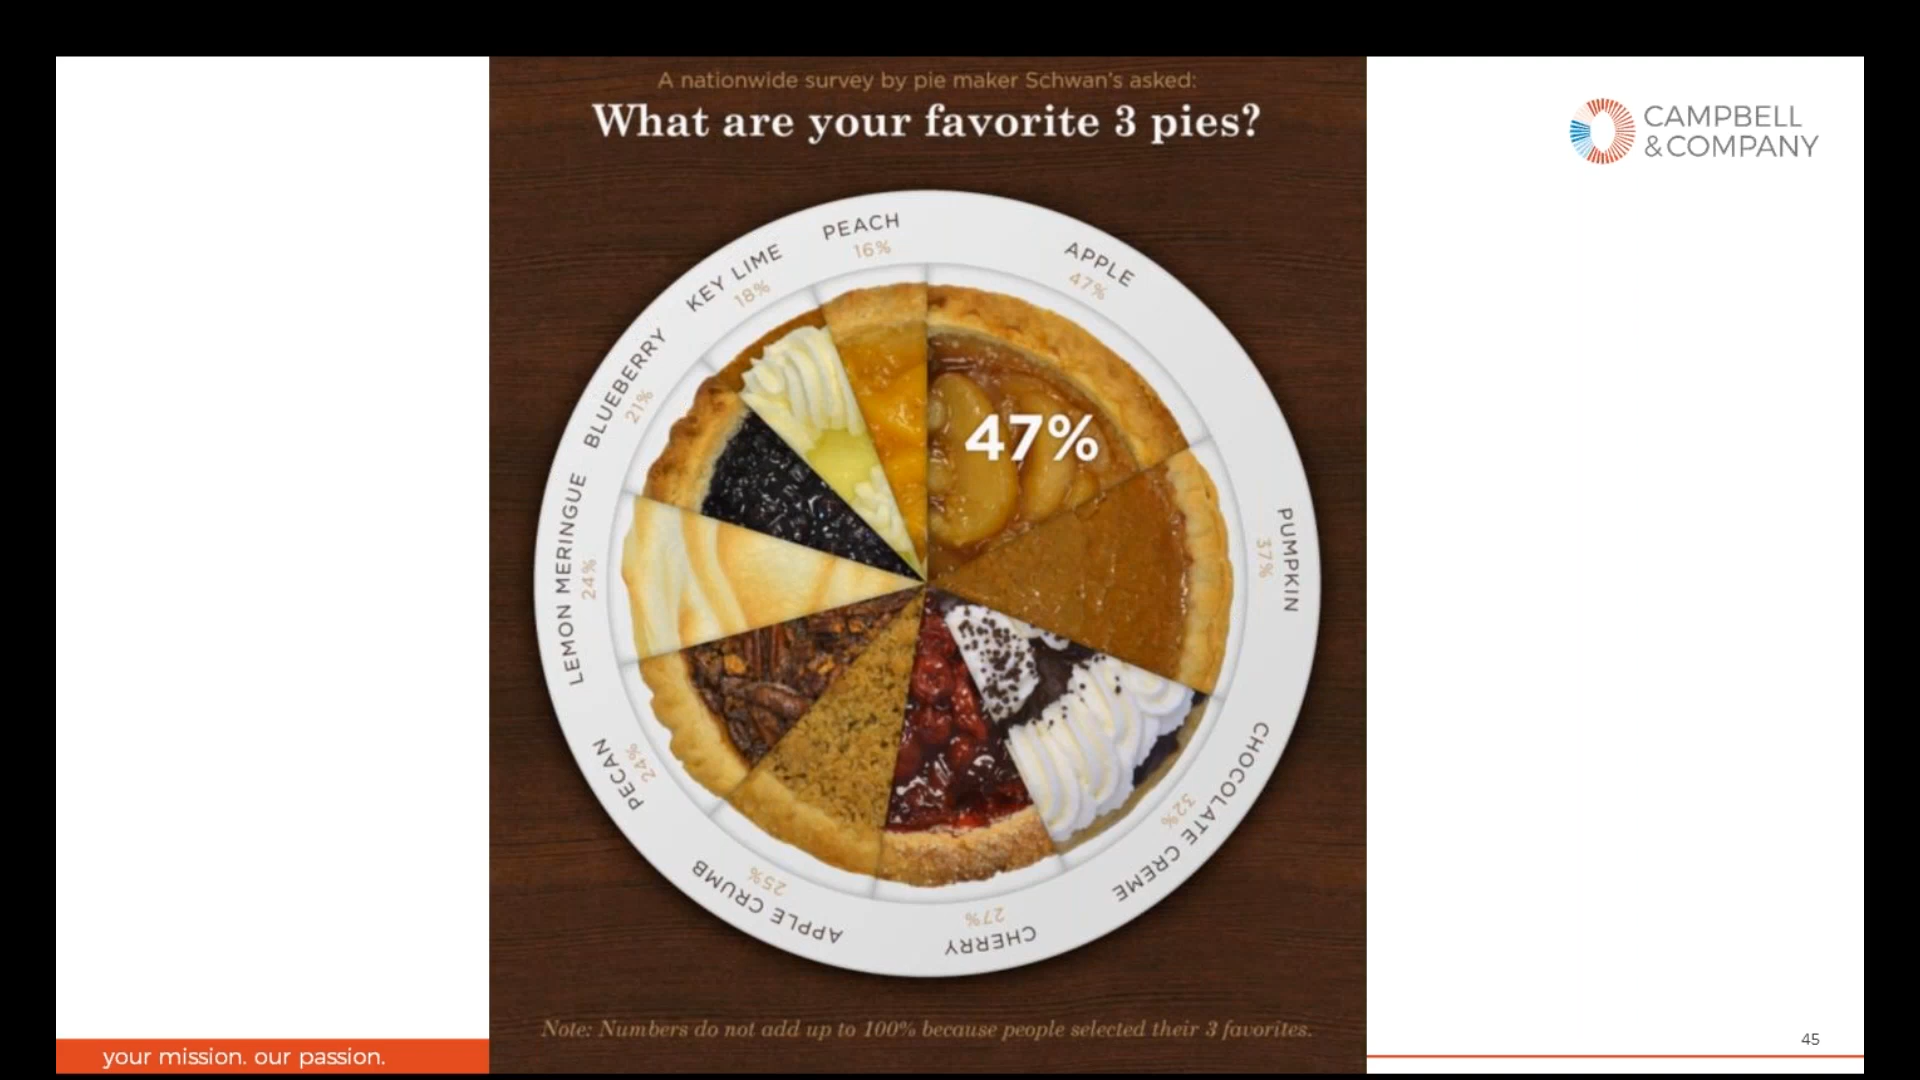 A nationwide survey by pie maker Schwan's asked:
What are your favorite 3 pies?
CAMPBELL
& COMPANY
PEACH
16%
APPLE
47%
KEY LIME
18%
BLUEBERRY
21%
47%
PUMPKIN
37%
LEMON MERINGUE
24%
CHOCOLATE CREME
32%
PECAN
24%
APPLE CRUMB
25%
CHERRY
27%
Note: Numbers do not add up to 100% because people selected their 3 favorites.
your mission. our passion.
45